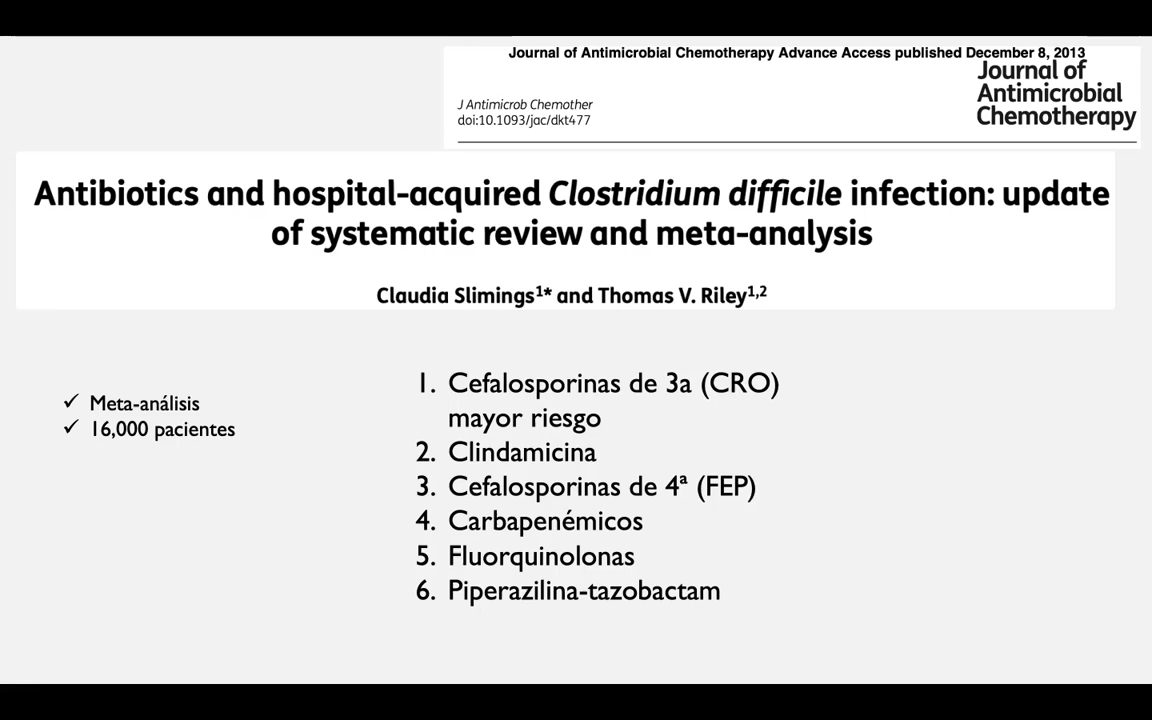 Journal of Antimicrobial Chemotherapy Advance Access published December 8, 2013
Journal of
Antimicrobial
Chemotherapy
J Antimicrob Chemother
doi:10.1093/jac/dkt477
Antibiotics and hospital-acquired Clostridium difficile infection: update
of systematic review and meta-analysis
Claudia Slimings1* and Thomas V. Riley1,2
✓ Meta-análisis
✓ 16,000 pacientes
1. Cefalosporinas de 3a (CRO)
mayor riesgo
2. Clindamicina
3. Cefalosporinas de 4ª (FEP)
4. Carbapenémicos
5. Fluorquinolonas
6. Piperazilina-tazobactam